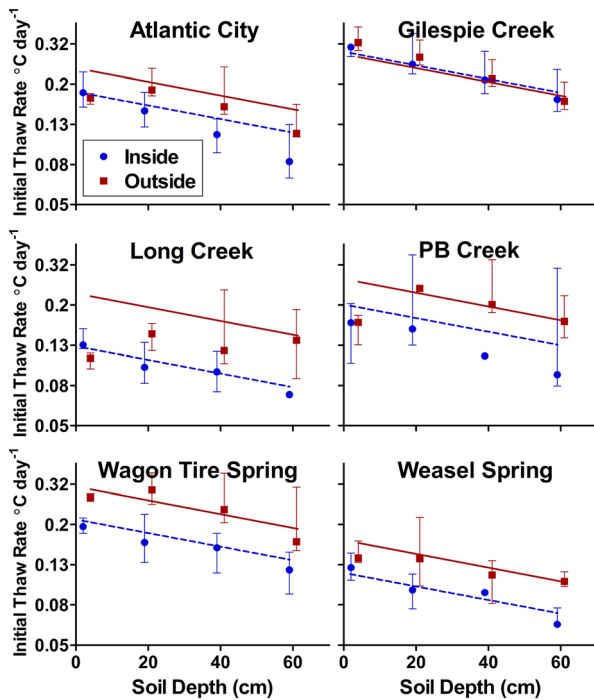 Atlantic City
Gilespie Creek
Initial Thaw Rate °C day-1
0.32
0.2
0.13
0.08
0.05
Inside
Outside
Long Creek
PB Creek
Initial Thaw Rate °C day-1
0.32
0.2
0.13
0.08
0.05
Wagon Tire Spring
Weasel Spring
Initial Thaw Rate °C day-1
0.32
0.2
0.13
0.08
0.05
0 20 40 60
0 20 40 60
Soil Depth (cm)
Soil Depth (cm)